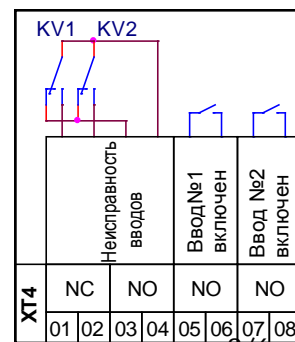 KV1 KV2
Неисправность
вводов
Ввод№1
включен
Ввод №2
включен
XT4
NC NO NO NO
01 02 03 04 05 06 07 08